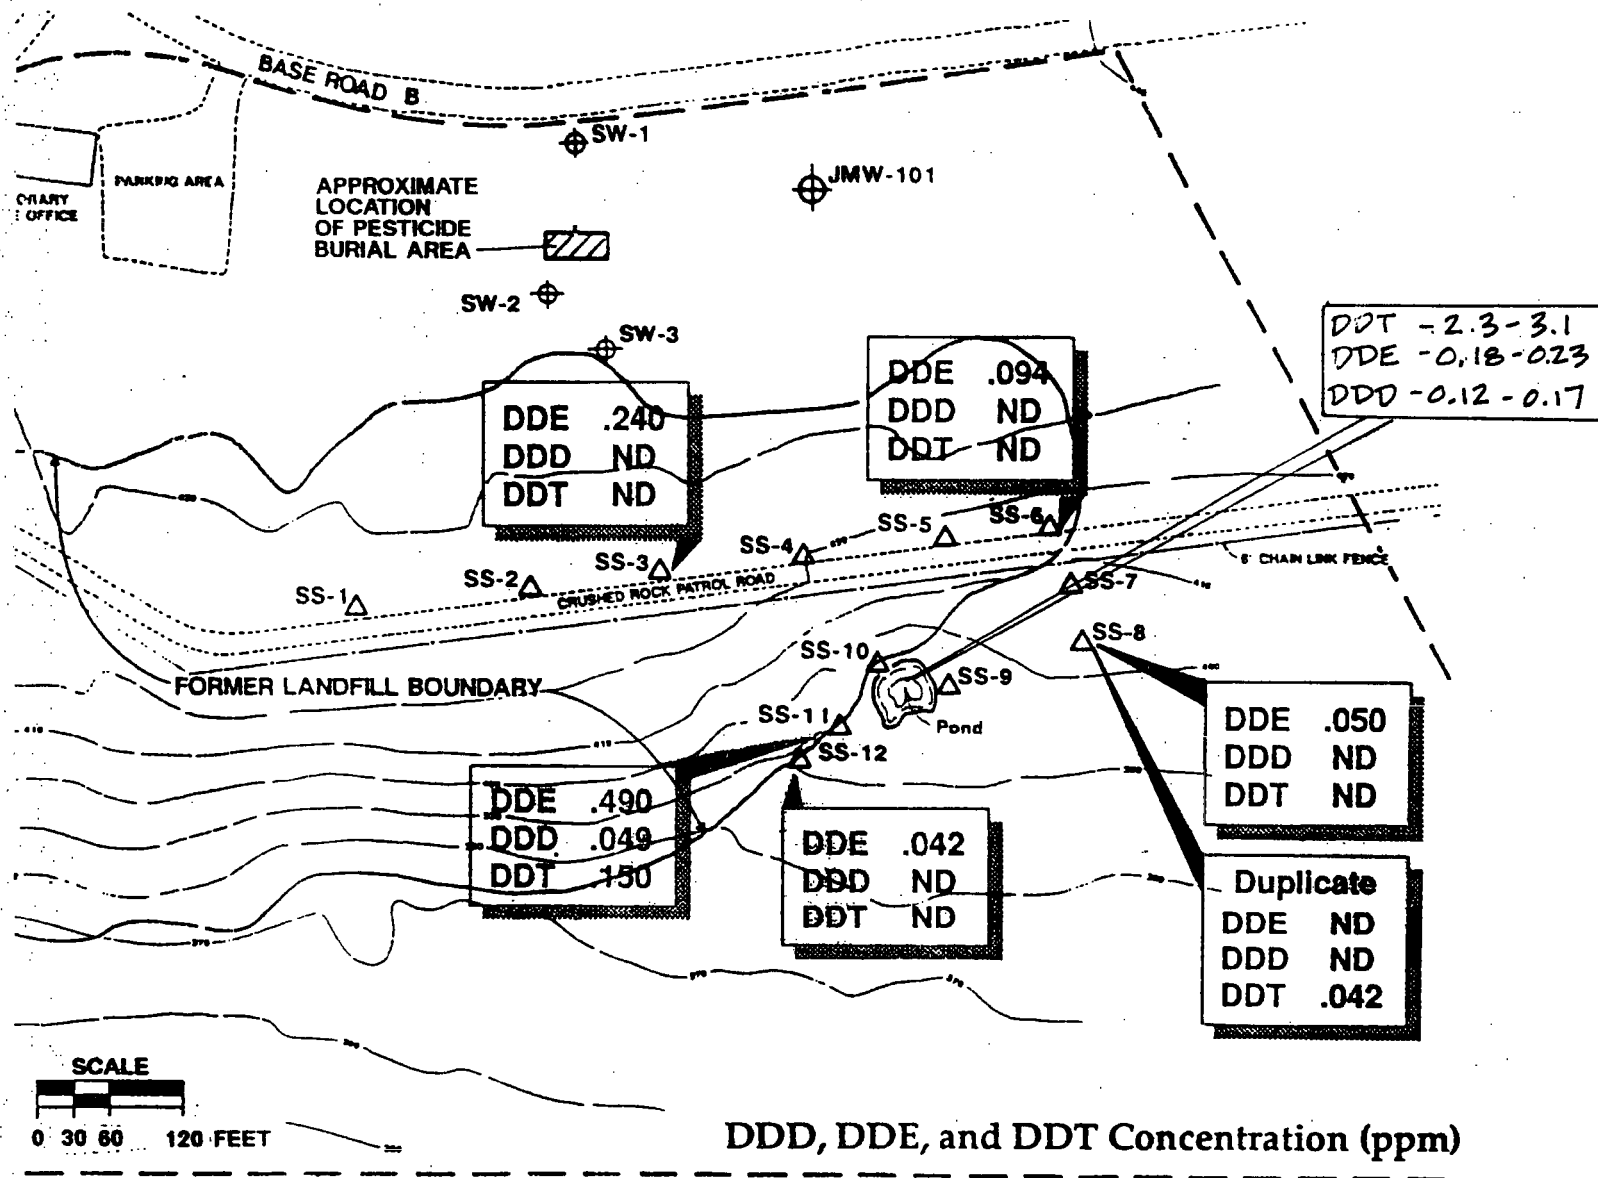 BASE ROAD B
SW-1
JMW-101
PARKING AREA
OFFICE
APPROXIMATE
LOCATION
OF PESTICIDE
BURIAL AREA
SW-2
SW-3
DDT - 2.3 - 3.1
DDE - 0.18 - 0.23
DDD - 0.12 - 0.17
DDE .240
DDD ND
DDT ND
DDE .094
DDD ND
DDT ND
SS-1
SS-2
SS-3
SS-4
SS-5
SS-6
CRUSHED ROCK PATROL ROAD
6' CHAIN LINK FENCE
SS-7
SS-8
SS-10
SS-9
FORMER LANDFILL BOUNDARY
SS-11
Pond
SS-12
DDE .050
DDD ND
DDT ND
DDE .490
DDD .049
DDT .150
DDE .042
DDD ND
DDT ND
Duplicate
DDE ND
DDD ND
DDT .042
SCALE
0 30 60 120 FEET
DDD, DDE, and DDT Concentration (ppm)